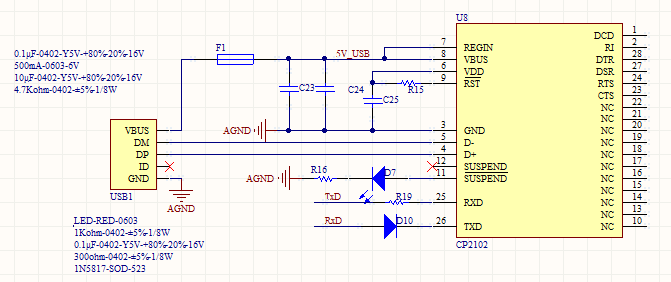 U8
0.1μF-0402-Y5V-+80%-20%-16V
500mA-0603-6V
10μF-0402-Y5V-+80%-20%-16V
4.7Kohm-0402-±5%-1/8W
F1
5V_USB
C23
C24
C25
R15
AGND
VBUS
DM
DP
ID
GND
USB1
AGND
AGND
R16
D7
TxD
R19
RxD
D10
7 REGIN
8 VBUS
6 VDD
9 RST
3 GND
5 D-
4 D+
12 SUSPEND
11 SUSPEND
25 RXD
26 TXD
DCD 1
RI 2
DTR 28
DSR 27
RTS 24
CTS 23
NC 22
NC 21
NC 20
NC 19
NC 18
NC 17
NC 16
NC 15
NC 14
NC 13
NC 10
CP2102
LED-RED-0603
1Kohm-0402-±5%-1/8W
0.1μF-0402-Y5V-+80%-20%-16V
300ohm-0402-±5%-1/8W
1N5817-SOD-523